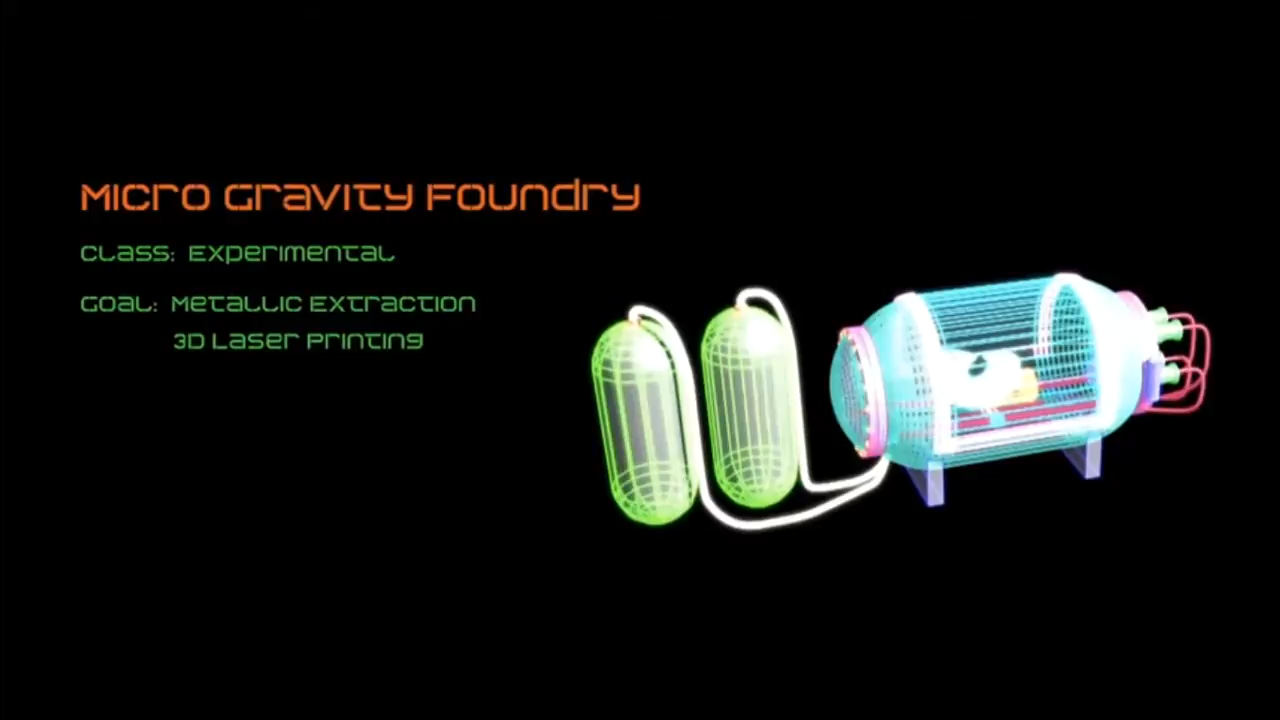 Micro Gravity Foundry
Class: Experimental
Goal: Metallic Extraction
3D Laser Printing